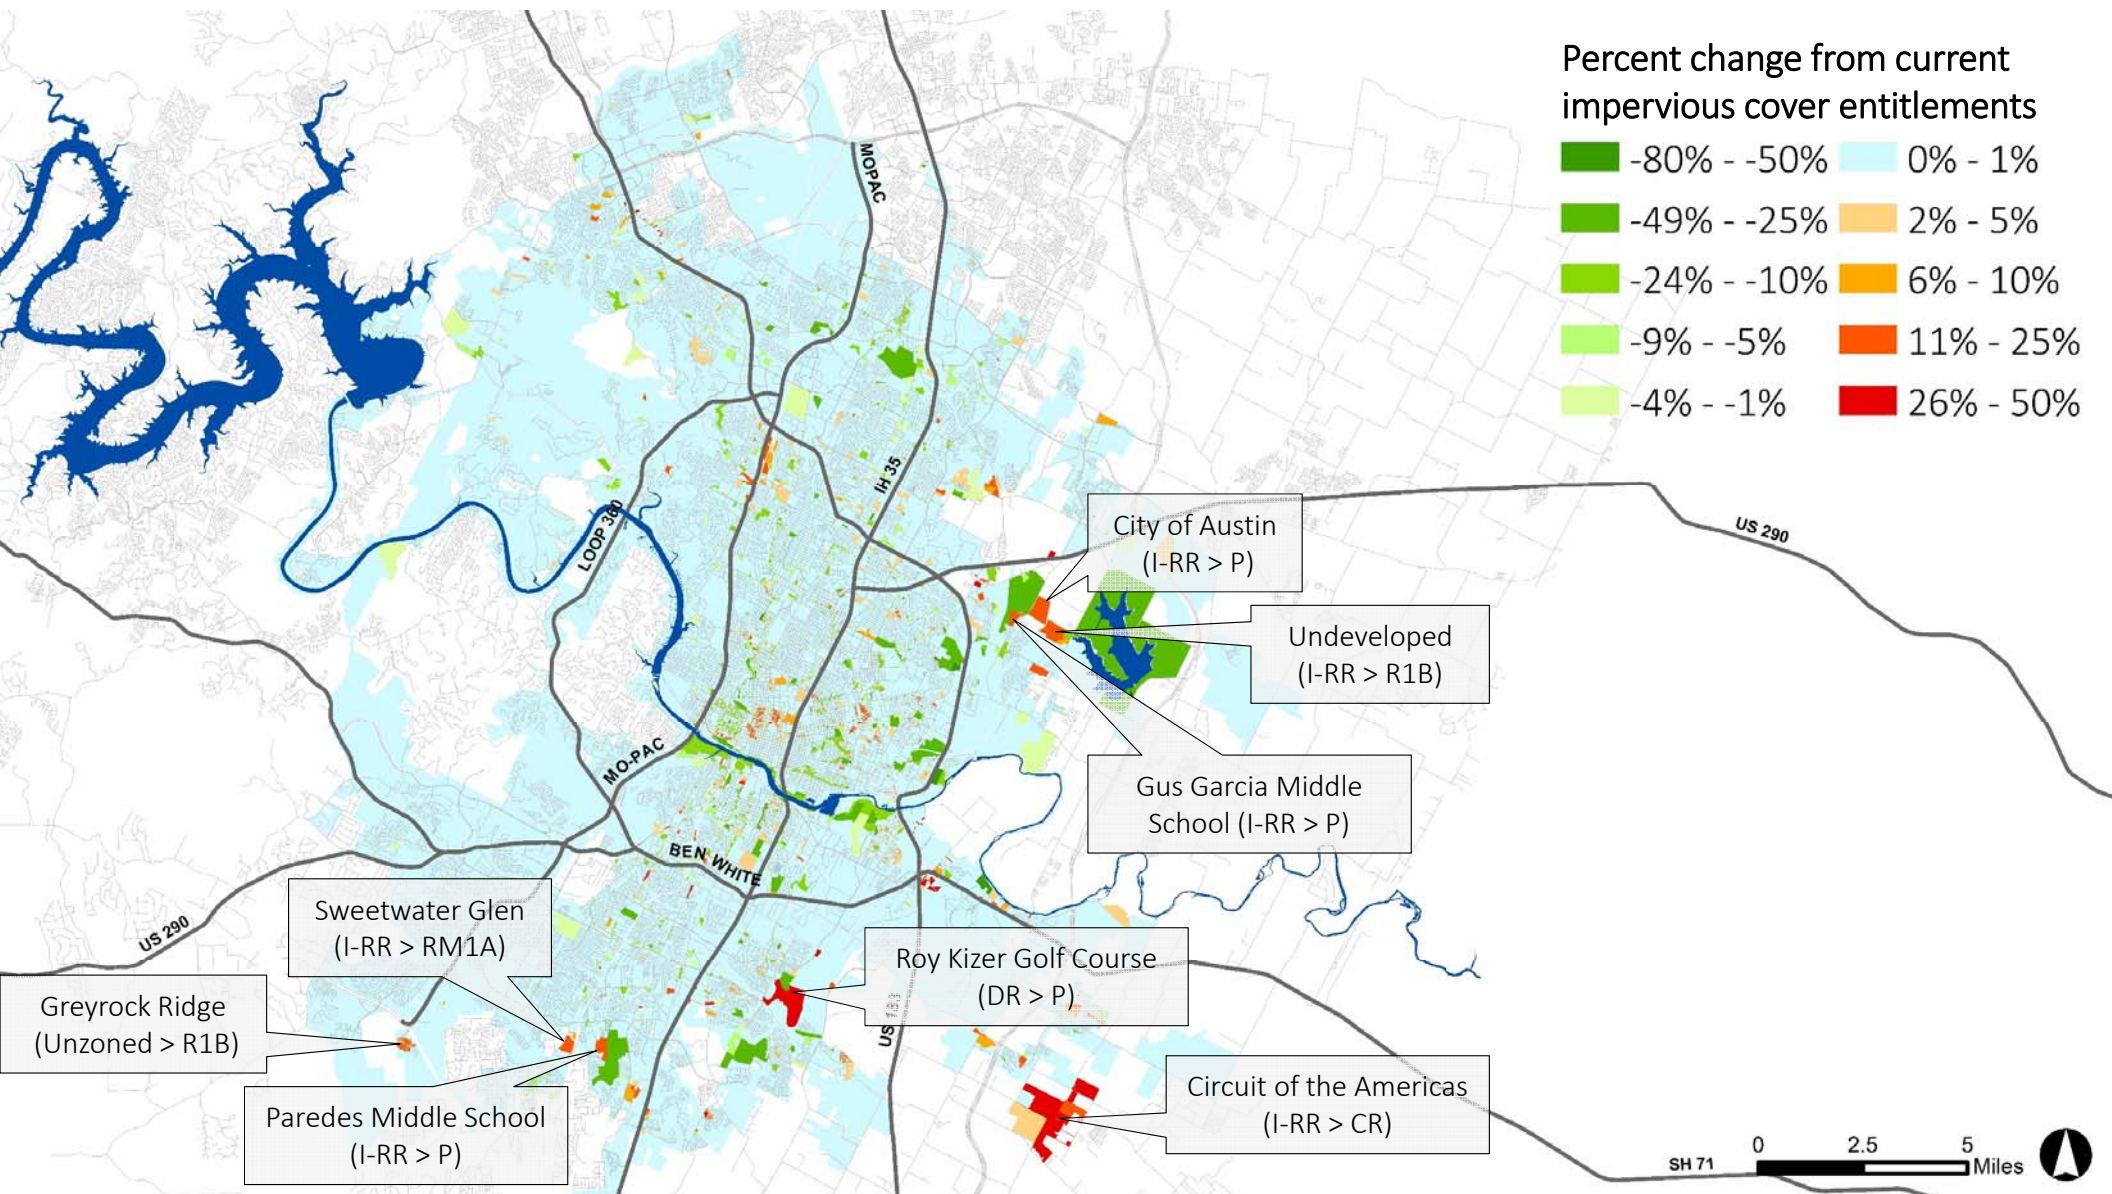 Percent change from current
impervious cover entitlements
-80% - -50%
-49% - -25%
-24% - -10%
-9% - -5%
-4% - -1%
0% - 1%
2% - 5%
6% - 10%
11% - 25%
26% - 50%
MOPAC
IH 35
LOOP 360
US 290
City of Austin
(I-RR > P)
Undeveloped
(I-RR > R1B)
MO-PAC
Gus Garcia Middle
School (I-RR > P)
BEN WHITE
Sweetwater Glen
(I-RR > RM1A)
US 290
Roy Kizer Golf Course
(DR > P)
Greyrock Ridge
(Unzoned > R1B)
US 183
Circuit of the Americas
(I-RR > CR)
Paredes Middle School
(I-RR > P)
SH 71
0 2.5 5
Miles